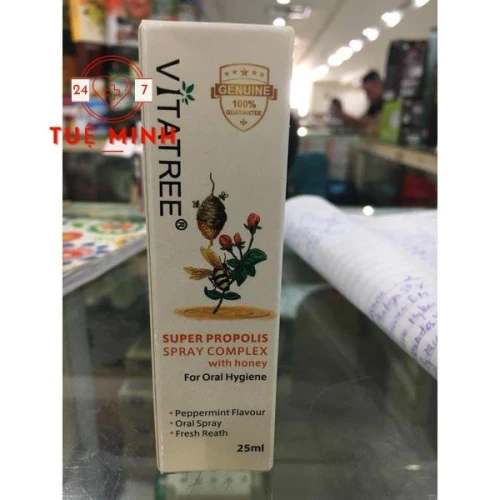 24 7
TUỆ MINH
VITATREE®
GENUINE
100%
GUARANTEE
SUPER PROPOLIS
SPRAY COMPLEX
with honey
For Oral Hygiene
• Peppermint Flavour
• Oral Spray
• Fresh Reath
25ml